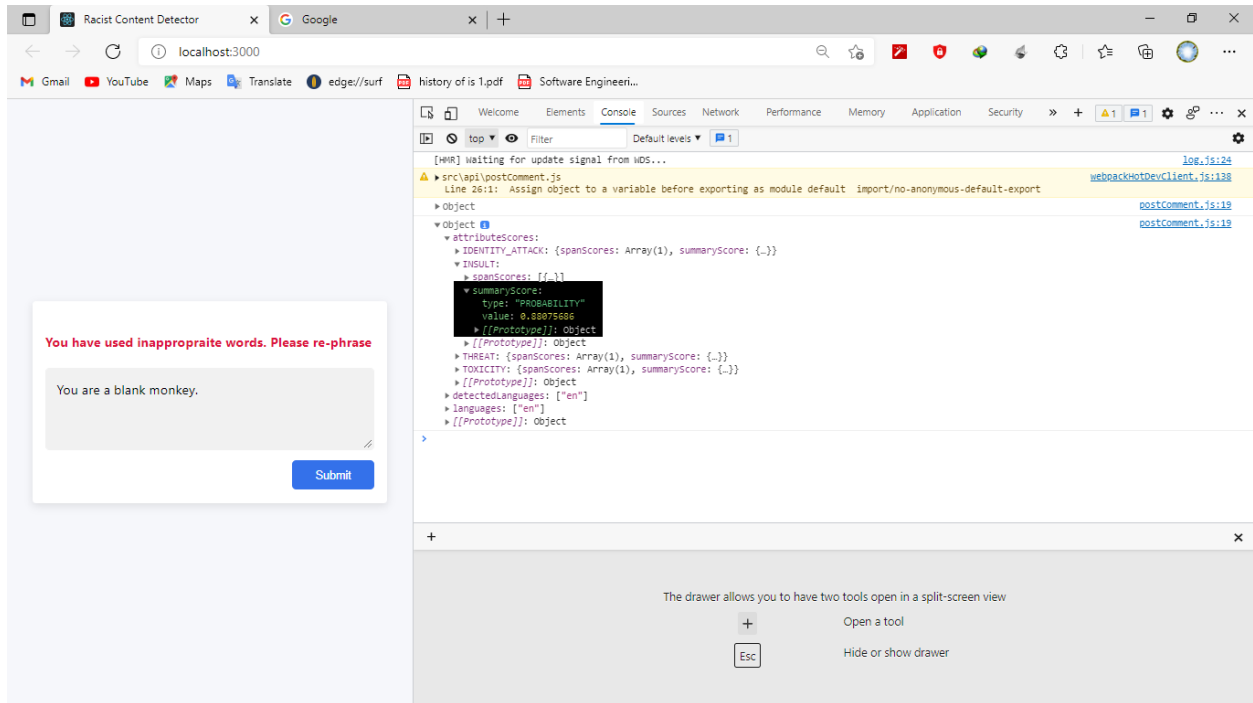 Racist Content Detector
Google
localhost:3000
Gmail YouTube Maps Translate edge://surf history of is 1.pdf Software Engineeri...
Welcome Elements Console Sources Network Performance Memory Application Security » + 1 1
top ▼ Filter Default levels ▼ 1
[HMR] Waiting for update signal from WDS... log.js:24
▶ src\api\postComment.js webpackHotDevClient.js:138
Line 26:1: Assign object to a variable before exporting as module default import/no-anonymous-default-export
▶ Object postComment.js:19
▼ Object i postComment.js:19
▼ attributeScores:
▶ IDENTITY_ATTACK: {spanScores: Array(1), summaryScore: {…}}
▼ INSULT:
▶ spanScores: [{…}]
▼ summaryScore:
type: "PROBABILITY"
value: 0.88075686
▶ [[Prototype]]: Object
▶ [[Prototype]]: Object
▶ THREAT: {spanScores: Array(1), summaryScore: {…}}
▶ TOXICITY: {spanScores: Array(1), summaryScore: {…}}
▶ [[Prototype]]: Object
▶ detectedLanguages: ["en"]
▶ languages: ["en"]
▶ [[Prototype]]: Object
You have used inappropraite words. Please re-phrase
You are a blank monkey.
Submit
The drawer allows you to have two tools open in a split-screen view
+ Open a tool
Esc Hide or show drawer